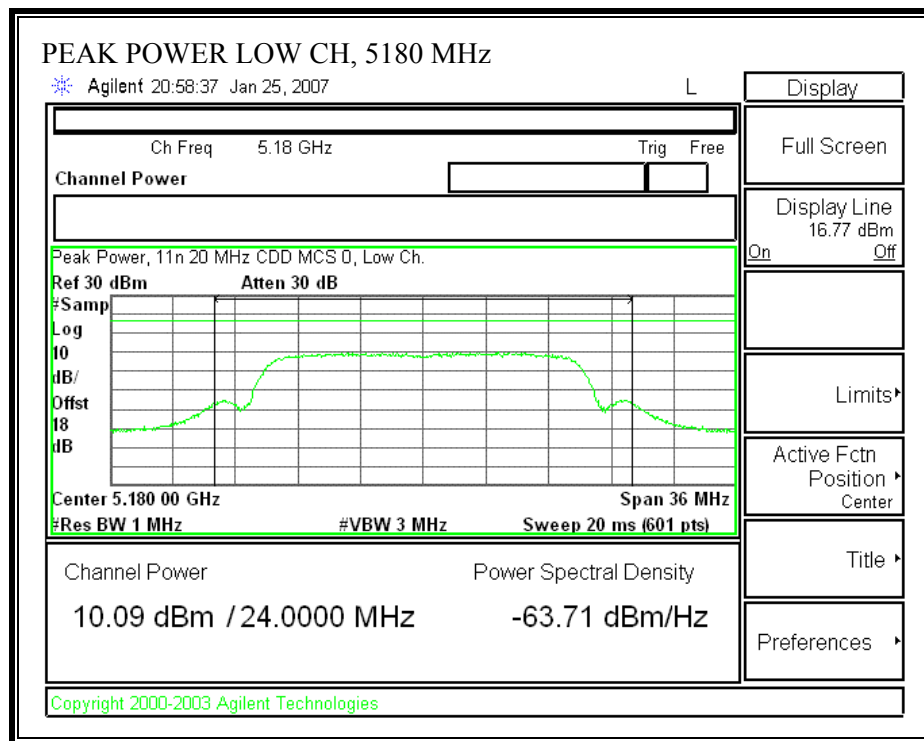 PEAK POWER LOW CH, 5180 MHz
Agilent 20:58:37 Jan 25, 2007 L
Display
Ch Freq 5.18 GHz Trig Free
Channel Power
Full Screen
Display Line
16.77 dBm
On Off
Peak Power, 11n 20 MHz CDD MCS 0, Low Ch.
Ref 30 dBm Atten 30 dB
#Samp
Log
10
dB/
Offst
18
dB
Center 5.180 00 GHz Span 36 MHz
#Res BW 1 MHz #VBW 3 MHz Sweep 20 ms (601 pts)
Limits
Active Fctn
Position
Center
Title
Preferences
Channel Power Power Spectral Density
10.09 dBm / 24.0000 MHz -63.71 dBm/Hz
Copyright 2000-2003 Agilent Technologies